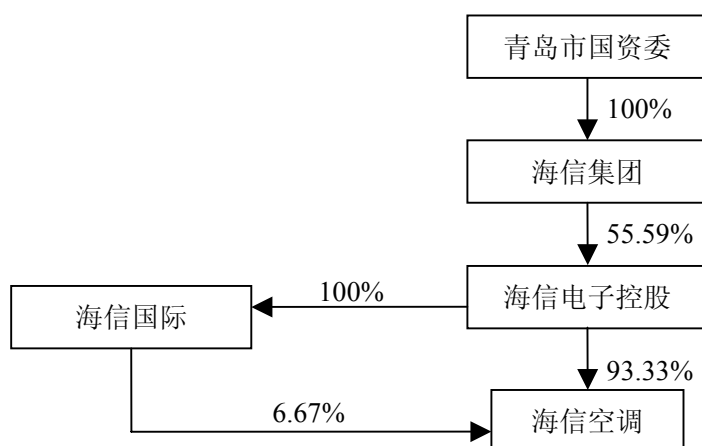 青岛市国资委
100%
海信集团
55.59%
海信电子控股
100%
海信国际
93.33%
6.67%
海信空调